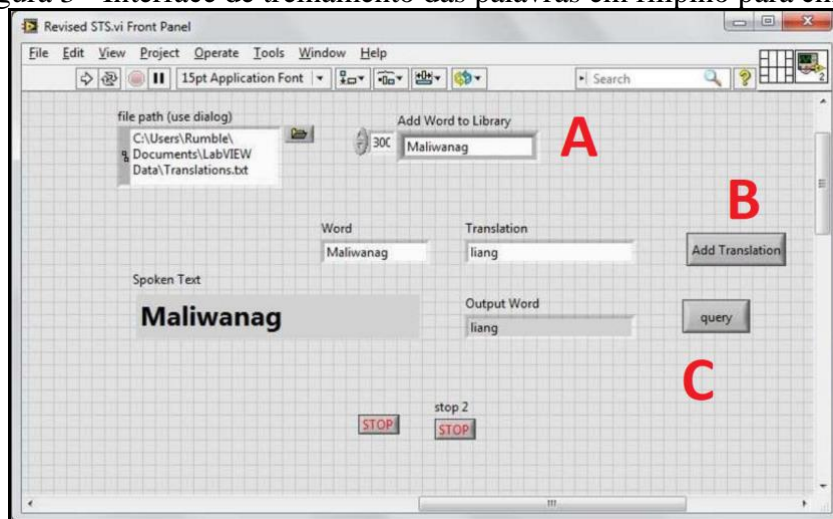 Revised STS.vi Front Panel
File Edit View Project Operate Tools Window Help
15pt Application Font
Search
2
file path (use dialog)
C:\Users\Rumble\
Documents\LabVIEW
Data\Translations.txt
Add Word to Library
300
Maliwanag
A
B
Word
Maliwanag
Translation
liang
Add Translation
Spoken Text
Maliwanag
Output Word
liang
query
C
STOP
stop 2
STOP